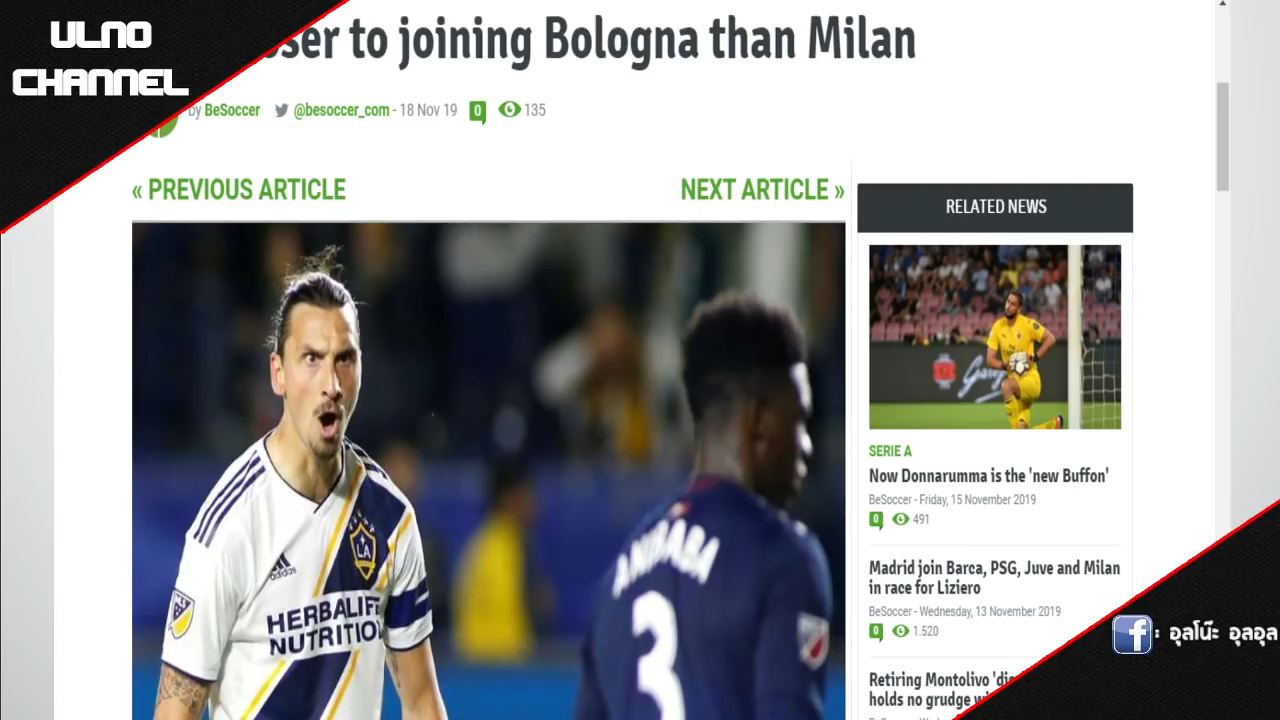 ULNO
CHANNEL
ser to joining Bologna than Milan
by BeSoccer @besoccer_com - 18 Nov 19 0 135
« PREVIOUS ARTICLE
NEXT ARTICLE »
RELATED NEWS
SERIE A
Now Donnarumma is the 'new Buffon'
BeSoccer - Friday, 15 November 2019
0 491
Madrid join Barca, PSG, Juve and Milan
in race for Liziero
BeSoccer - Wednesday, 13 November 2019
0 1.520
Retiring Montolivo
holds no grudge
LA
adidas
HERBALIFE
NUTRITION
3
f : อุลโน๊ะ อุลอุล